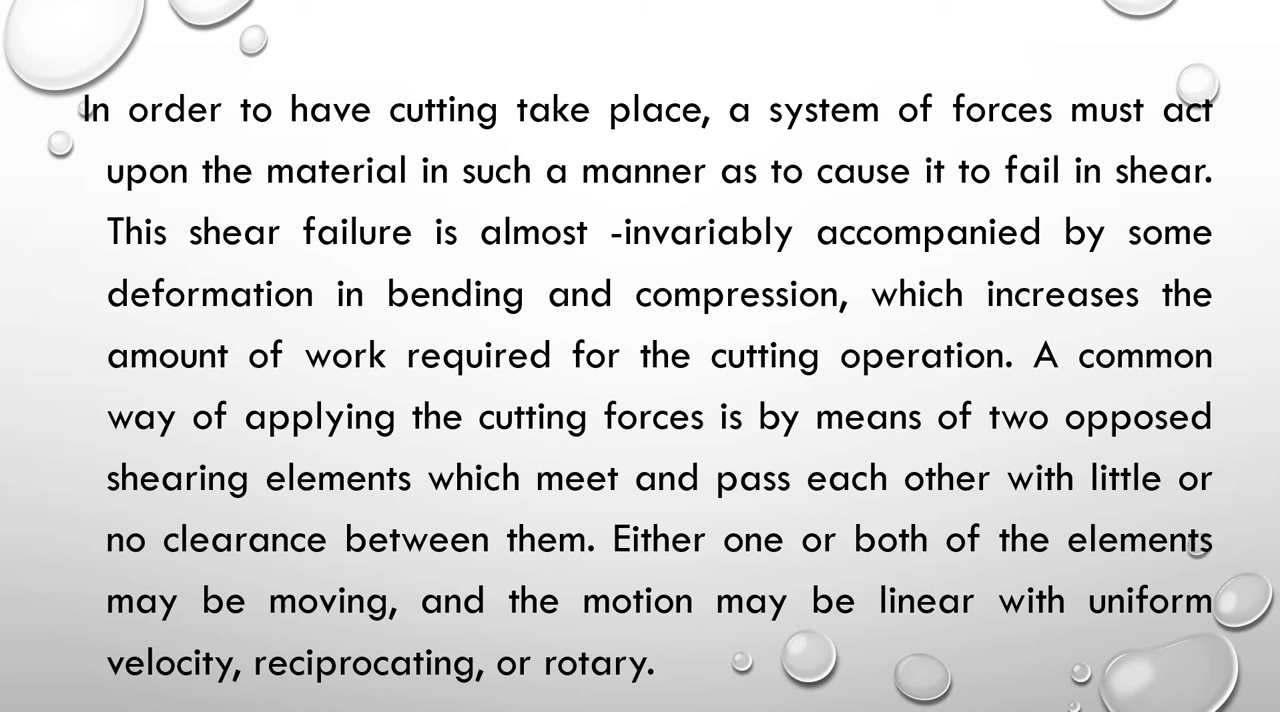 In order to have cutting take place, a system of forces must act
upon the material in such a manner as to cause it to fail in shear.
This shear failure is almost -invariably accompanied by some
deformation in bending and compression, which increases the
amount of work required for the cutting operation. A common
way of applying the cutting forces is by means of two opposed
shearing elements which meet and pass each other with little or
no clearance between them. Either one or both of the elements
may be moving, and the motion may be linear with uniform
velocity, reciprocating, or rotary.